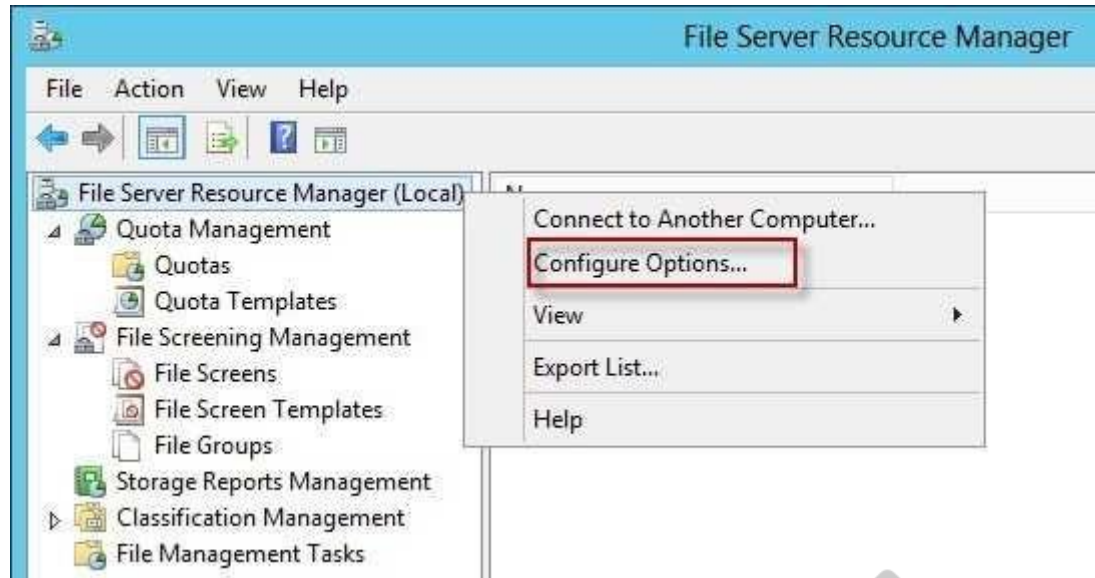 File Server Resource Manager
File Action View Help
File Server Resource Manager (Local)
Quota Management
Quotas
Quota Templates
File Screening Management
File Screens
File Screen Templates
File Groups
Storage Reports Management
Classification Management
File Management Tasks
Connect to Another Computer...
Configure Options...
View
Export List...
Help